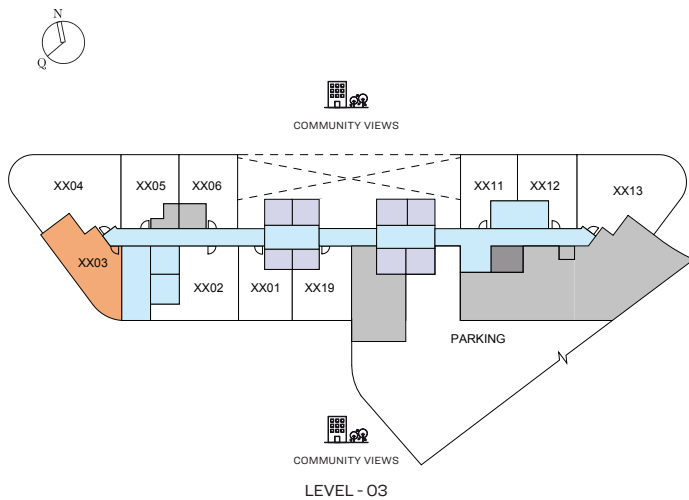 N
Q
COMMUNITY VIEWS
XX04
XX05
XX06
XX11
XX12
XX13
XX03
XX02
XX01
XX19
PARKING
N
COMMUNITY VIEWS
LEVEL - 03